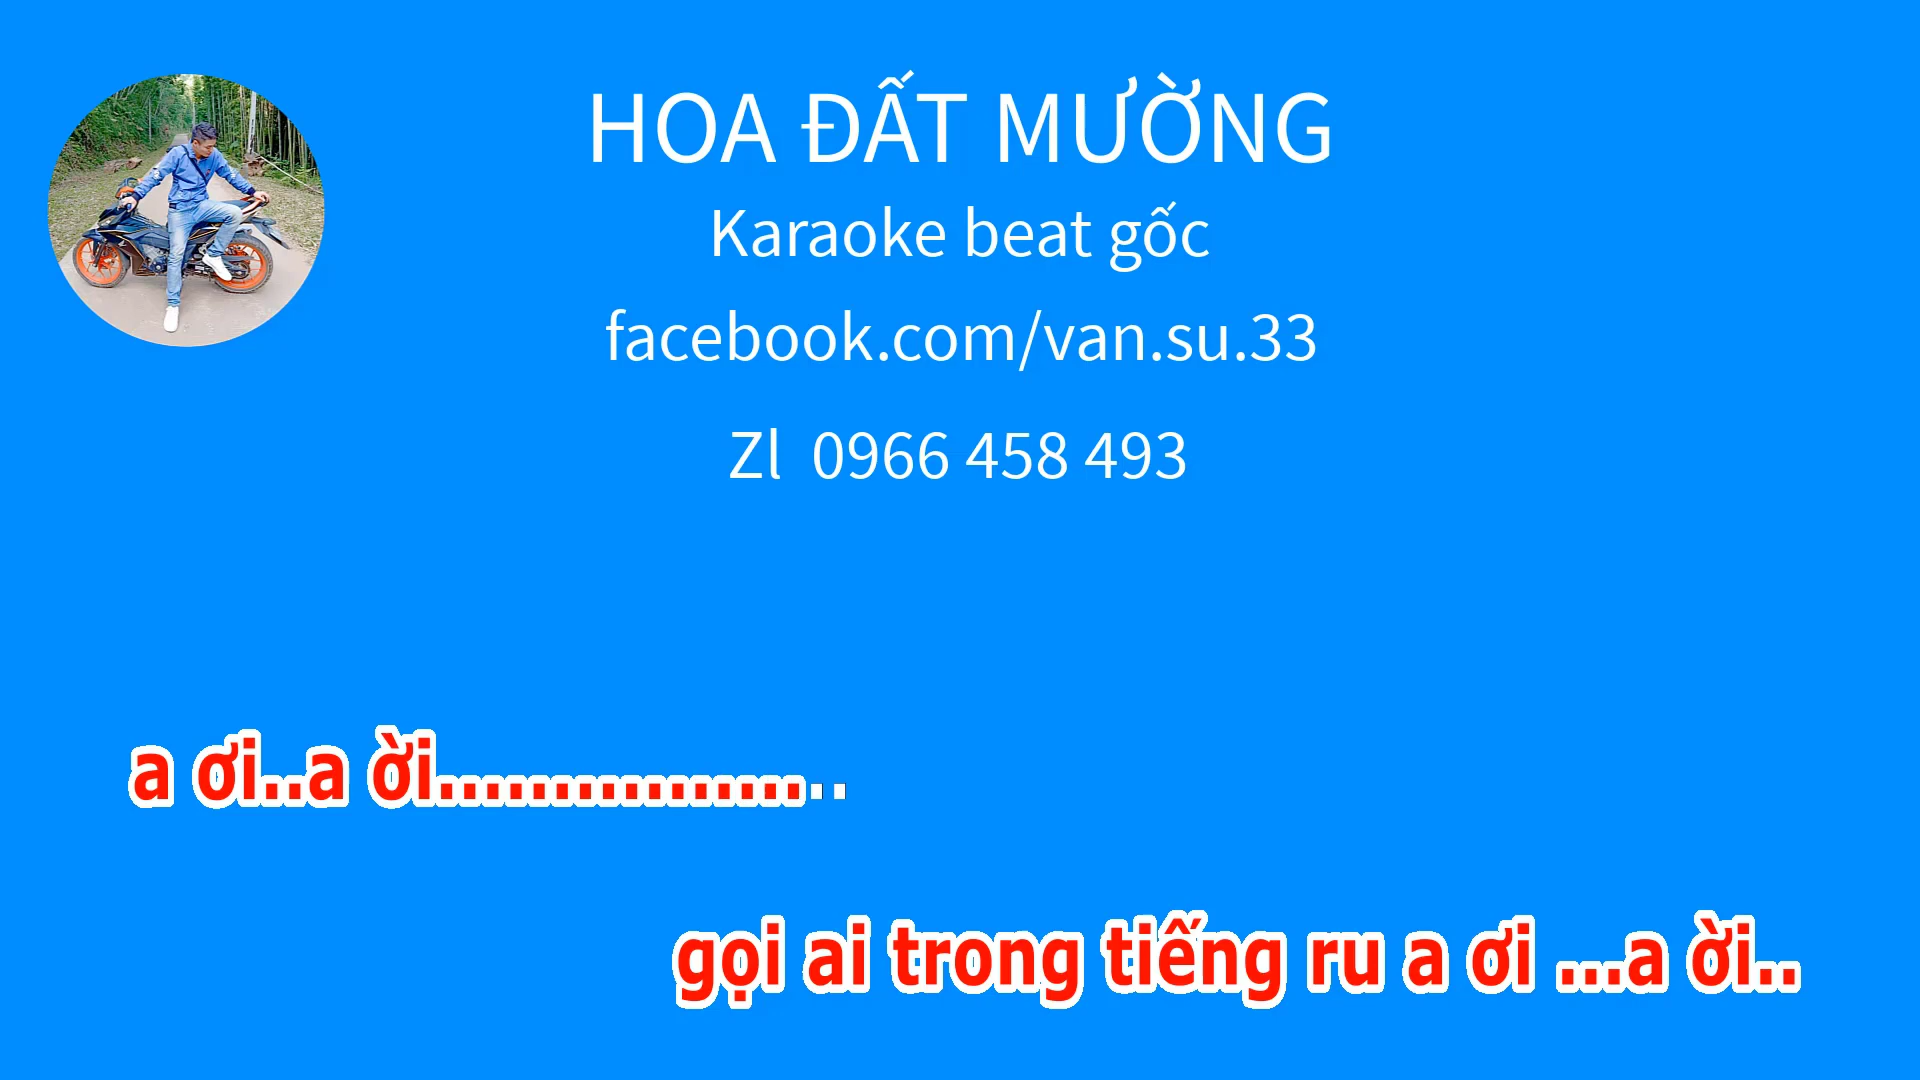 HOA ĐẤT MƯỜNG
Karaoke beat gốc
facebook.com/van.su.33
Zl 0966 458 493
a ơi..a ời..................
gọi ai trong tiếng ru a ơi ...a ời..